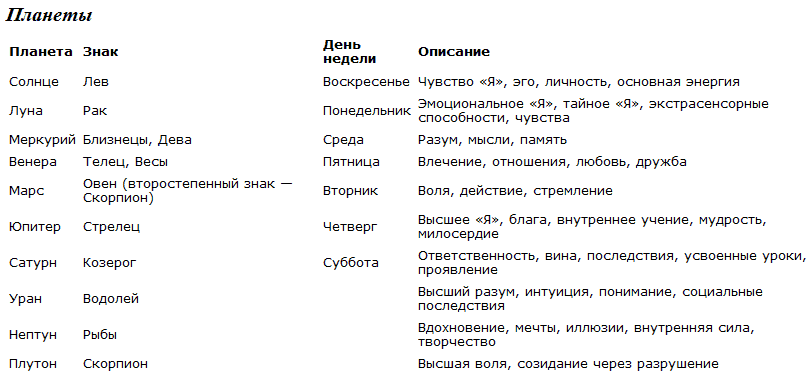 Планеты
Планета Знак День недели Описание
Солнце Лев Воскресенье Чувство «Я», эго, личность, основная энергия
Луна Рак Понедельник Эмоциональное «Я», тайное «Я», экстрасенсорные
способности, чувства
Меркурий Близнецы, Дева Среда Разум, мысли, память
Венера Телец, Весы Пятница Влечение, отношения, любовь, дружба
Марс Овен (второстепенный знак —
Скорпион) Вторник Воля, действие, стремление
Юпитер Стрелец Четверг Высшее «Я», блага, внутреннее учение, мудрость,
милосердие
Сатурн Козерог Суббота Ответственность, вина, последствия, усвоенные уроки,
проявление
Уран Водолей Высший разум, интуиция, понимание, социальные
последствия
Нептун Рыбы Вдохновение, мечты, иллюзии, внутренняя сила,
творчество
Плутон Скорпион Высшая воля, созидание через разрушение